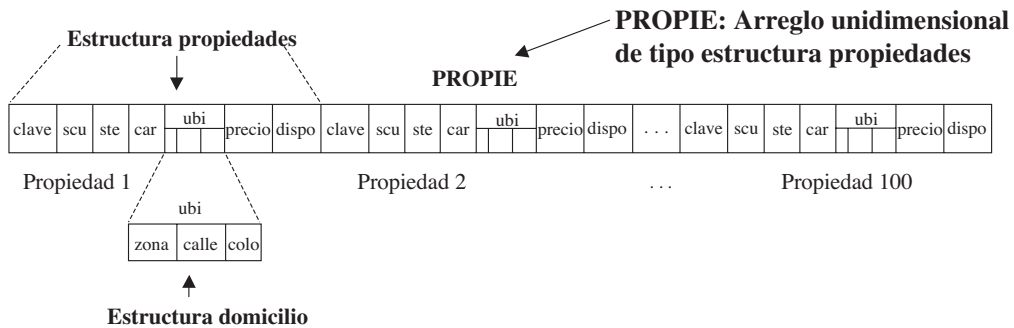 PROPIE: Arreglo unidimensional
de tipo estructura propiedades
Estructura propiedades
PROPIE
clave scu ste car ubi precio dispo clave scu ste car ubi precio dispo . . . clave scu ste car ubi precio dispo
Propiedad 1 Propiedad 2 . . . Propiedad 100
ubi
zona calle colo
Estructura domicilio